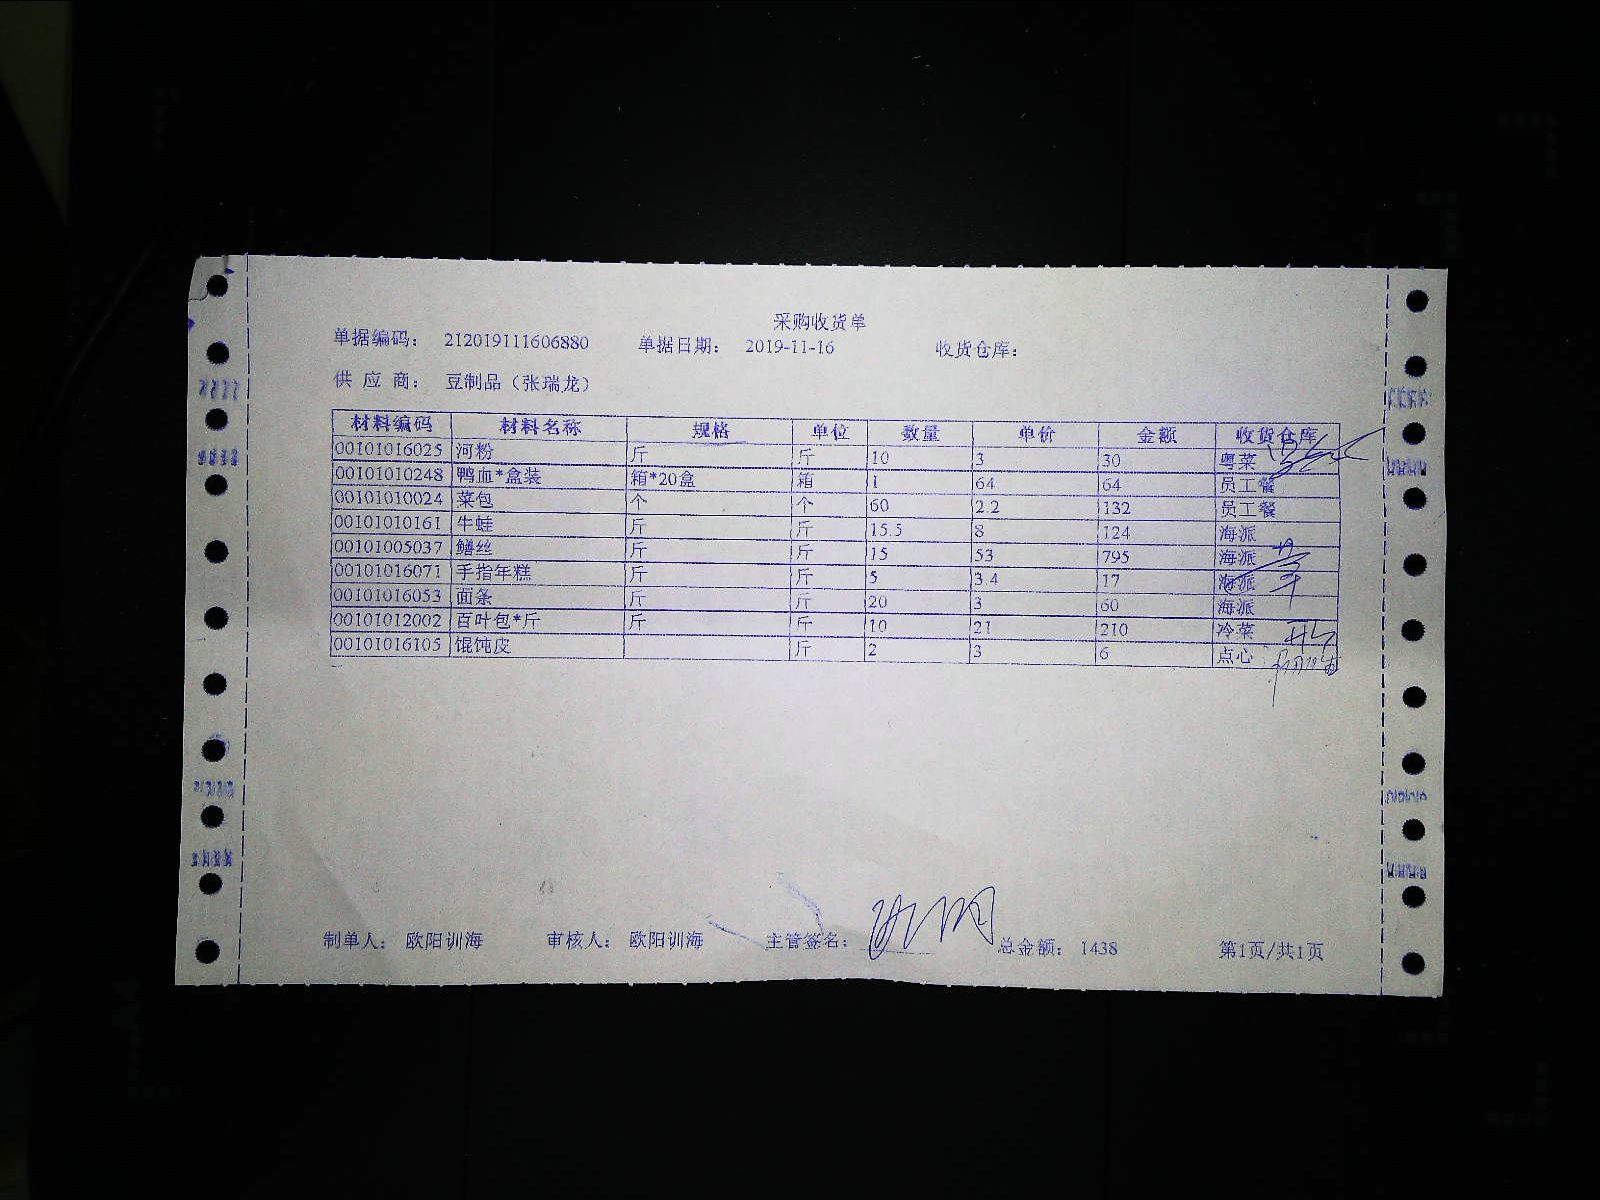 采购收货单
单据编码： 212019111606880 单据日期： 2019-11-16 收货仓库：
供 应 商： 豆制品（张瑞龙）
材料编码 材料名称 规格 单位 数量 单价 金额 收货仓库
00101016025 河粉 斤 斤 10 3 30 粤菜
00101010248 鸭血*盒装 箱*20盒 箱 1 64 64 员工餐
00101010024 菜包 个 个 60 2.2 132 员工餐
00101010161 牛蛙 斤 斤 15.5 8 124 海派
00101005037 鳝丝 斤 斤 15 53 795 海派
00101016071 手指年糕 斤 斤 5 3.4 17 海派
00101016053 面条 斤 斤 20 3 60 海派
00101012002 百叶包*斤 斤 斤 10 21 210 冷菜
00101016105 馄饨皮 斤 2 3 6 点心
制单人： 欧阳训海 审核人： 欧阳训海 主管签名： 总金额： 1438 第1页/共1页